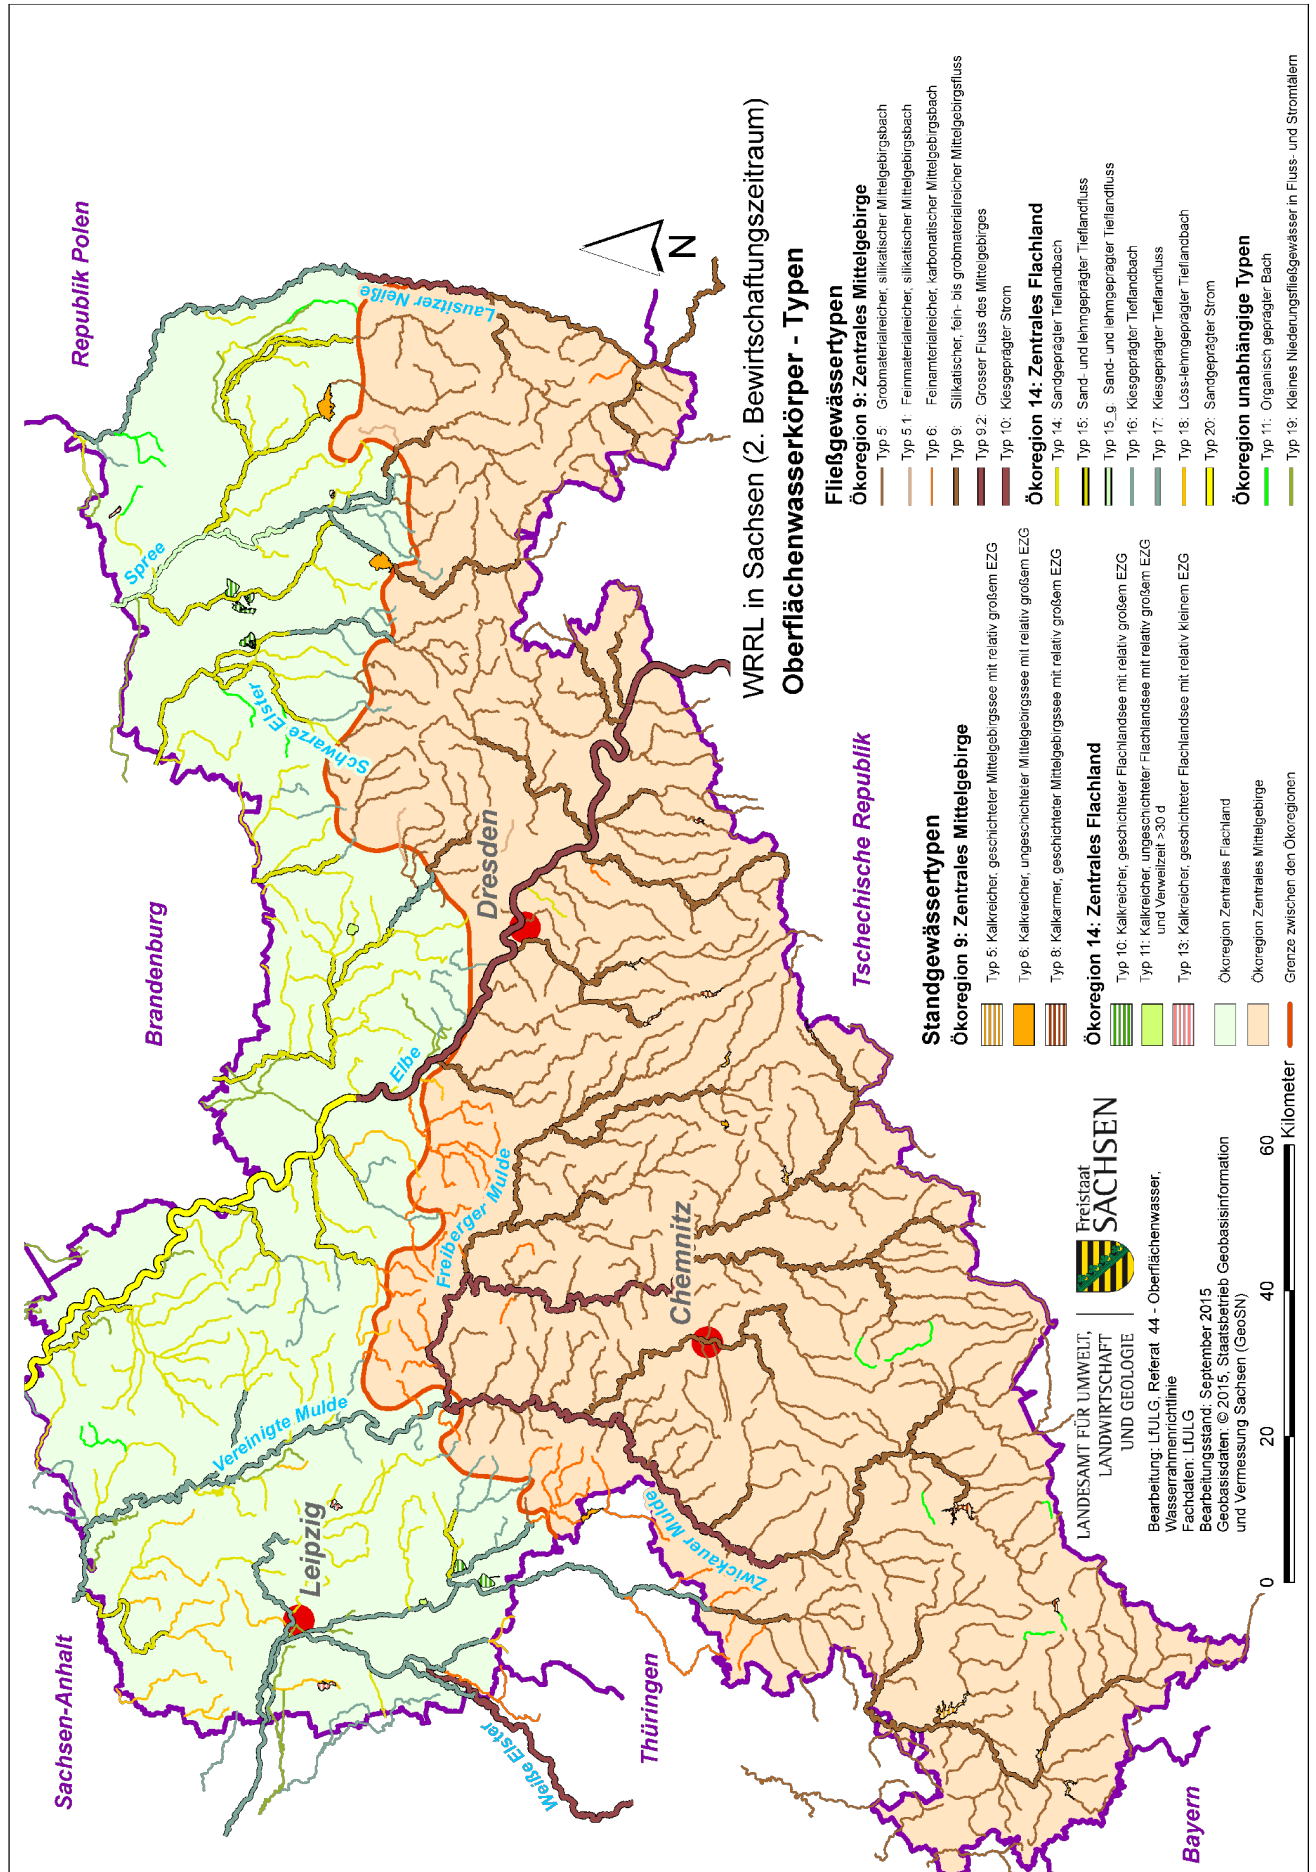 Republik Polen
Brandenburg
Sachsen-Anhalt
Thüringen
Bayern
Tschechische Republik
Spree
Schwarze Elster
Lausitzer Neiße
Elbe
Vereinigte Mulde
Freiberger Mulde
Zwickauer Mulde
Weiße Elster
Leipzig
Dresden
Chemnitz
N
WRRL in Sachsen (2. Bewirtschaftungszeitraum)
Oberflächenwasserkörper - Typen
Fließgewässertypen
Ökoregion 9: Zentrales Mittelgebirge
Typ 5: Grobmaterialreicher, silikatischer Mittelgebirgsbach
Typ 5.1: Feinmaterialreicher, silikatischer Mittelgebirgsbach
Typ 6: Feinamterialreicher, karbonatischer Mittelgebirgsbach
Typ 9: Silikatischer, fein- bis grobmaterialreicher Mittelgebirgsfluss
Typ 9.2: Grosser Fluss des Mittelgebirges
Typ 10: Kiesgeprägter Strom
Ökoregion 14: Zentrales Flachland
Typ 14: Sandgeprägter Tieflandbach
Typ 15: Sand- und lehmgeprägter Tieflandfluss
Typ 15_g: Sand- und lehmgeprägter Tieflandfluss
Typ 16: Kiesgeprägter Tieflandbach
Typ 17: Kiesgeprägter Tieflandfluss
Typ 18: Löss-lehmgeprägter Tieflandbach
Typ 20: Sandgeprägter Strom
Ökoregion unabhängige Typen
Typ 11: Organisch geprägter Bach
Typ 19: Kleines Niederungsfließgewässer in Fluss- und Stromtälern
Standgewässertypen
Ökoregion 9: Zentrales Mittelgebirge
Typ 5: Kalkreicher, geschichteter Mittelgebirgssee mit relativ großem EZG
Typ 6: Kalkreicher, ungeschichteter Mittelgebirgssee mit relativ großem EZG
Typ 8: Kalkarmer, geschichteter Mittelgebirgssee mit relativ großem EZG
Ökoregion 14: Zentrales Flachland
Typ 10: Kalkreicher, geschichteter Flachlandsee mit relativ großem EZG
Typ 11: Kalkreicher, ungeschichteter Flachlandsee mit relativ großem EZG
und Verweilzeit >30 d
Typ 13: Kalkreicher, geschichteter Flachlandsee mit relativ kleinem EZG
Ökoregion Zentrales Flachland
Ökoregion Zentrales Mittelgebirge
Grenze zwischen den Ökoregionen
LANDESAMT FÜR UMWELT,
LANDWIRTSCHAFT
UND GEOLOGIE
Freistaat
SACHSEN
Bearbeitung: LfULG, Referat 44 - Oberflächenwasser,
Wasserrahmenrichtlinie
Fachdaten: LfULG
Bearbeitungsstand: September 2015
Geobasisdaten: © 2015, Staatsbetrieb Geobasisinformation
und Vermessung Sachsen (GeoSN)
0 20 40 60
Kilometer